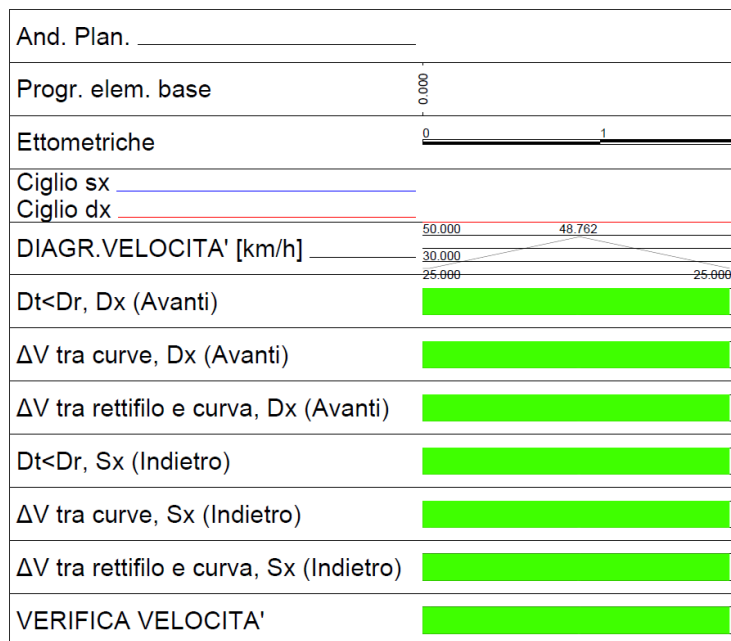 And. Plan.
Progr. elem. base
0.000
Ettometriche
0 1
Ciglio sx
Ciglio dx
DIAGR.VELOCITA' [km/h]
50.000 48.762
30.000
25.000 25.000
Dt<Dr, Dx (Avanti)
ΔV tra curve, Dx (Avanti)
ΔV tra rettifilo e curva, Dx (Avanti)
Dt<Dr, Sx (Indietro)
ΔV tra curve, Sx (Indietro)
ΔV tra rettifilo e curva, Sx (Indietro)
VERIFICA VELOCITA'